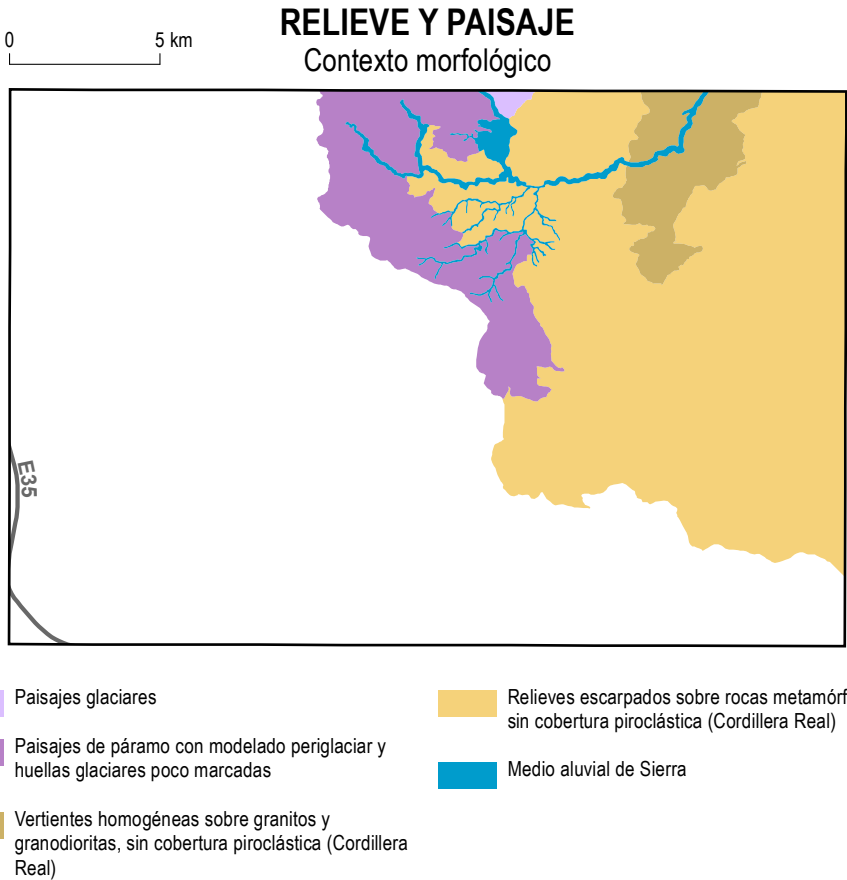 RELIEVE Y PAISAJE
Contexto morfológico
0 5 km
E35
Paisajes glaciares
Paisajes de páramo con modelado periglaciar y
huellas glaciares poco marcadas
Vertientes homogéneas sobre granitos y
granodioritas, sin cobertura piroclástica (Cordillera
Real)
Relieves escarpados sobre rocas metamórf
sin cobertura piroclástica (Cordillera Real)
Medio aluvial de Sierra